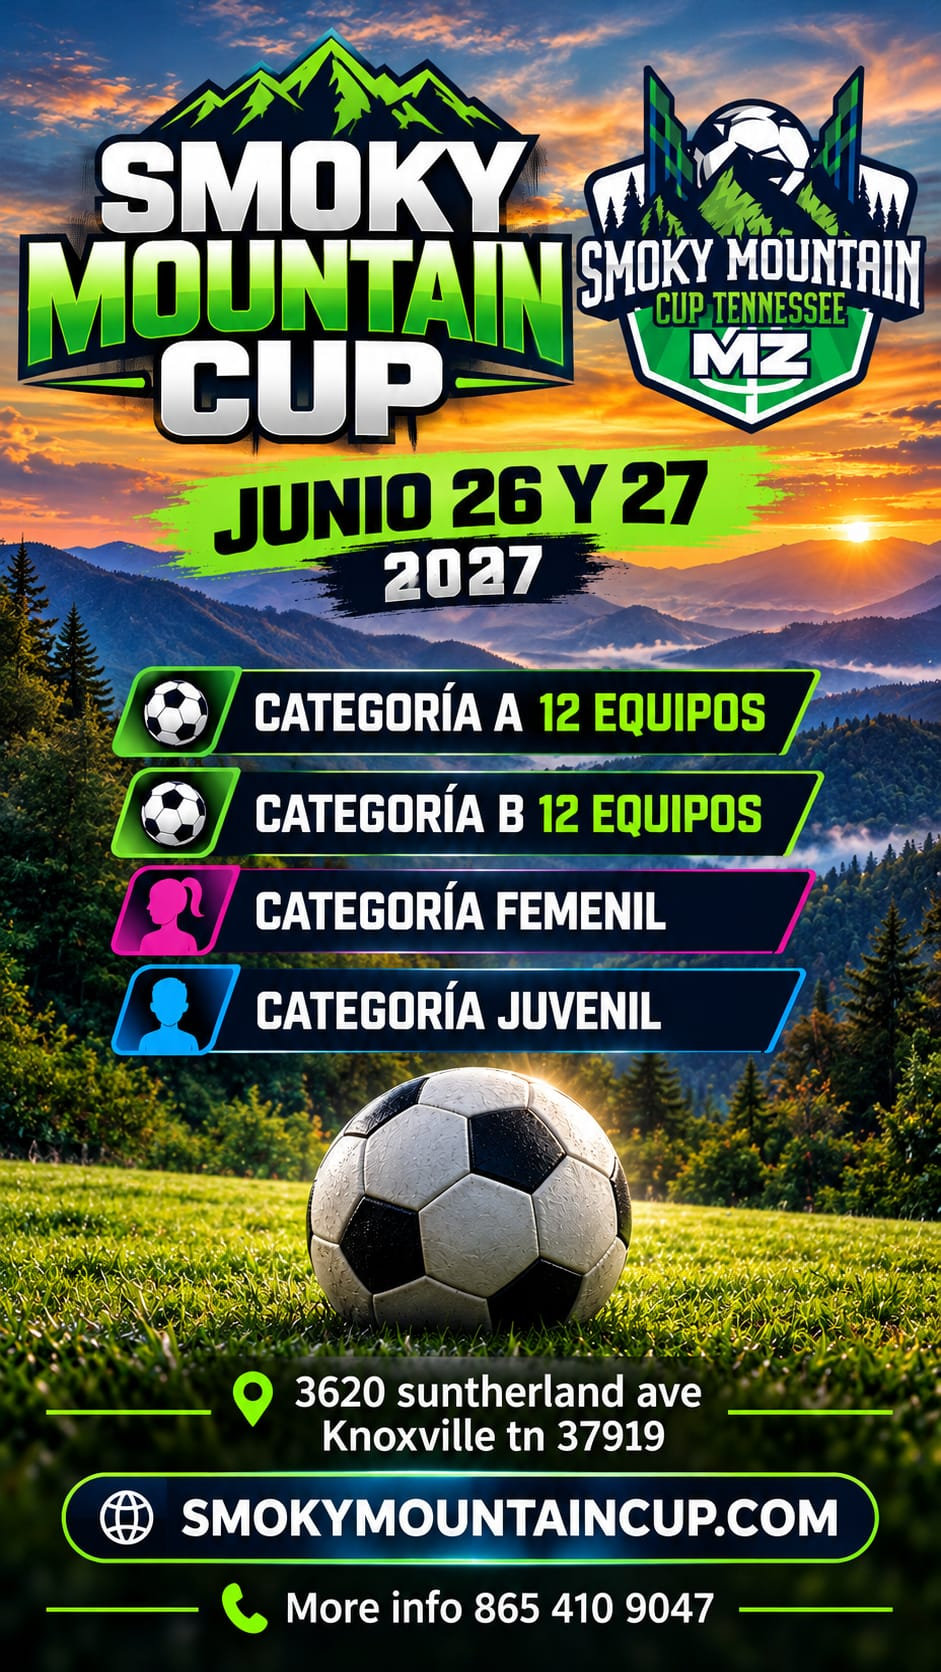 SMOKY
MOUNTAIN
CUP
SMOKY MOUNTAIN
CUP TENNESSEE
MZ
JUNIO 26 Y 27
2027
CATEGORÍA A 12 EQUIPOS
CATEGORÍA B 12 EQUIPOS
CATEGORÍA FEMENIL
CATEGORÍA JUVENIL
3620 suntherland ave
Knoxville tn 37919
SMOKYMOUNTAINCUP.COM
More info 865 410 9047